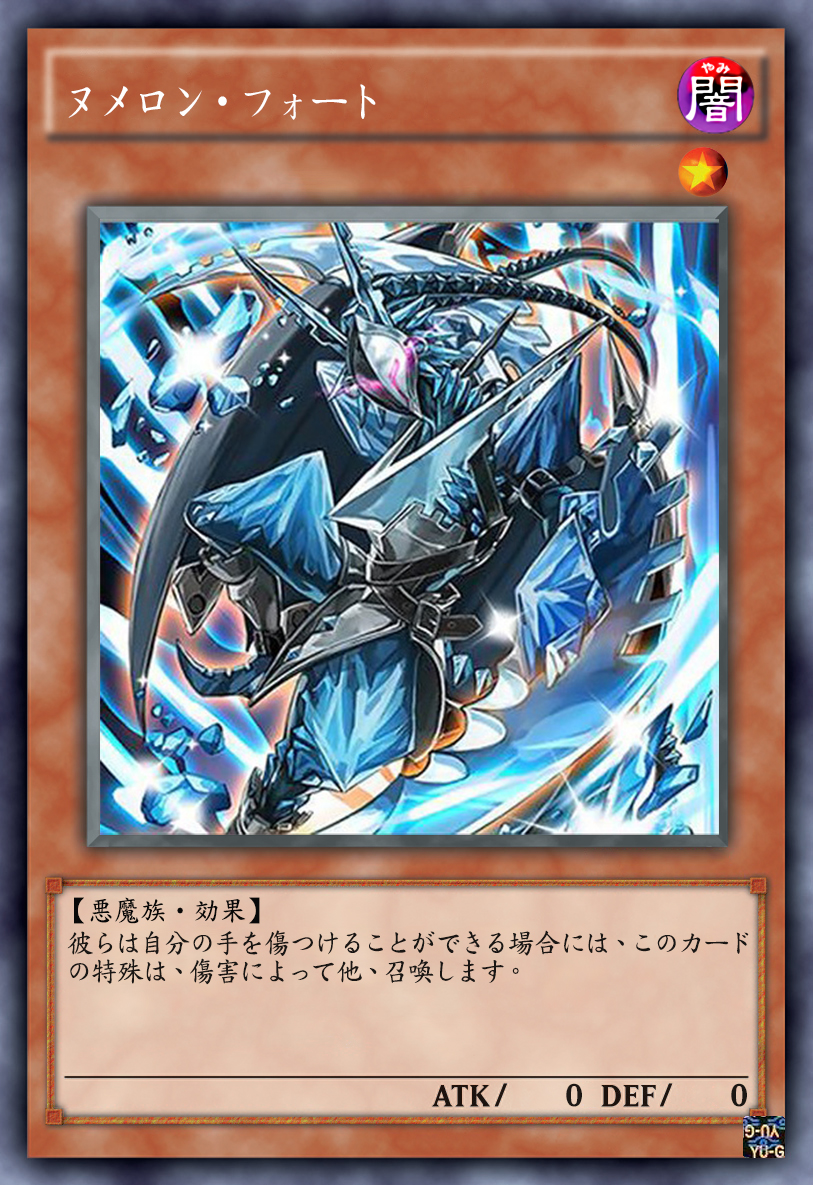 ヌメロン・フォート
やみ
闇
【悪魔族・効果】
彼らは自分の手を傷つけることができる場合には、このカード
の特殊は、傷害によって他、召喚します。
ATK/ 0 DEF/ 0
YU-G
YU-G